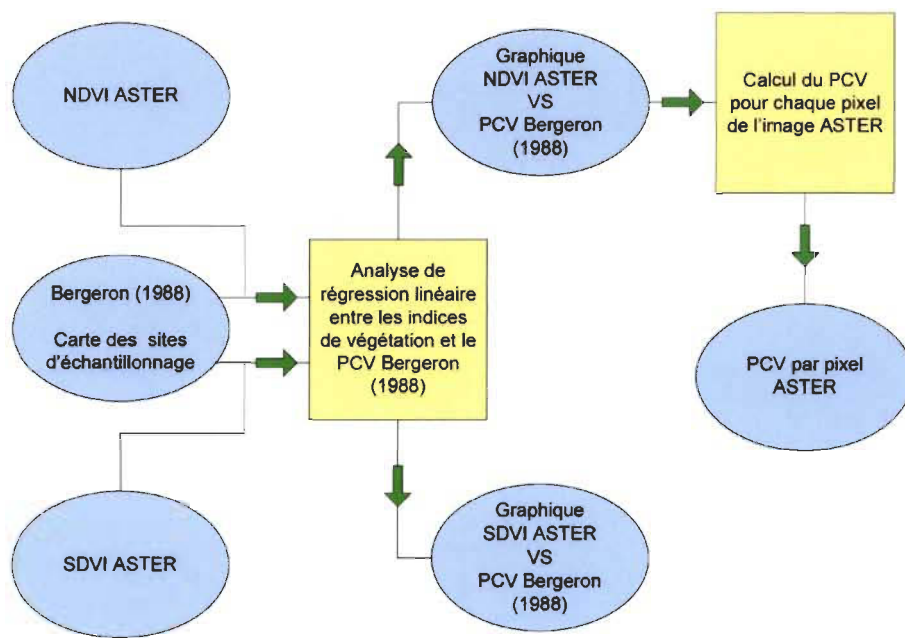 NDVI ASTER
Bergeron (1988)
Carte des sites
d'échantillonnage
SDVI ASTER
Analyse de
régression linéaire
entre les indices
de végétation et le
PCV Bergeron
(1988)
Graphique
NDVI ASTER
VS
PCV Bergeron
(1988)
Graphique
SDVI ASTER
VS
PCV Bergeron
(1988)
Calcul du PCV
pour chaque pixel
de l'image ASTER
PCV par pixel
ASTER